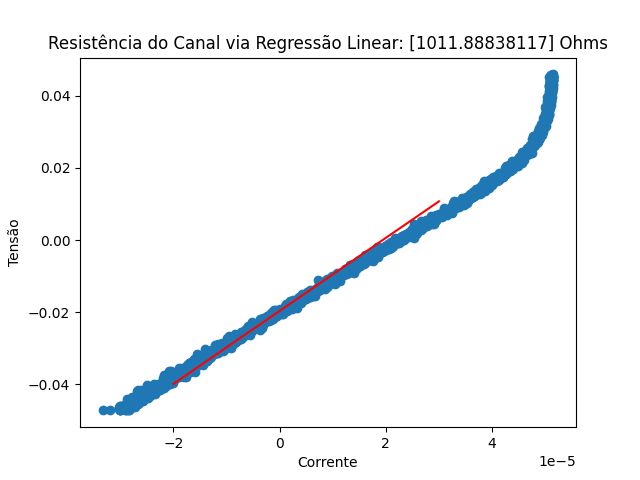 Resistência do Canal via Regressão Linear: [1011.88838117] Ohms
Tensão
0.04
0.02
0.00
−0.02
−0.04
−2
0
2
4
1e−5
Corrente